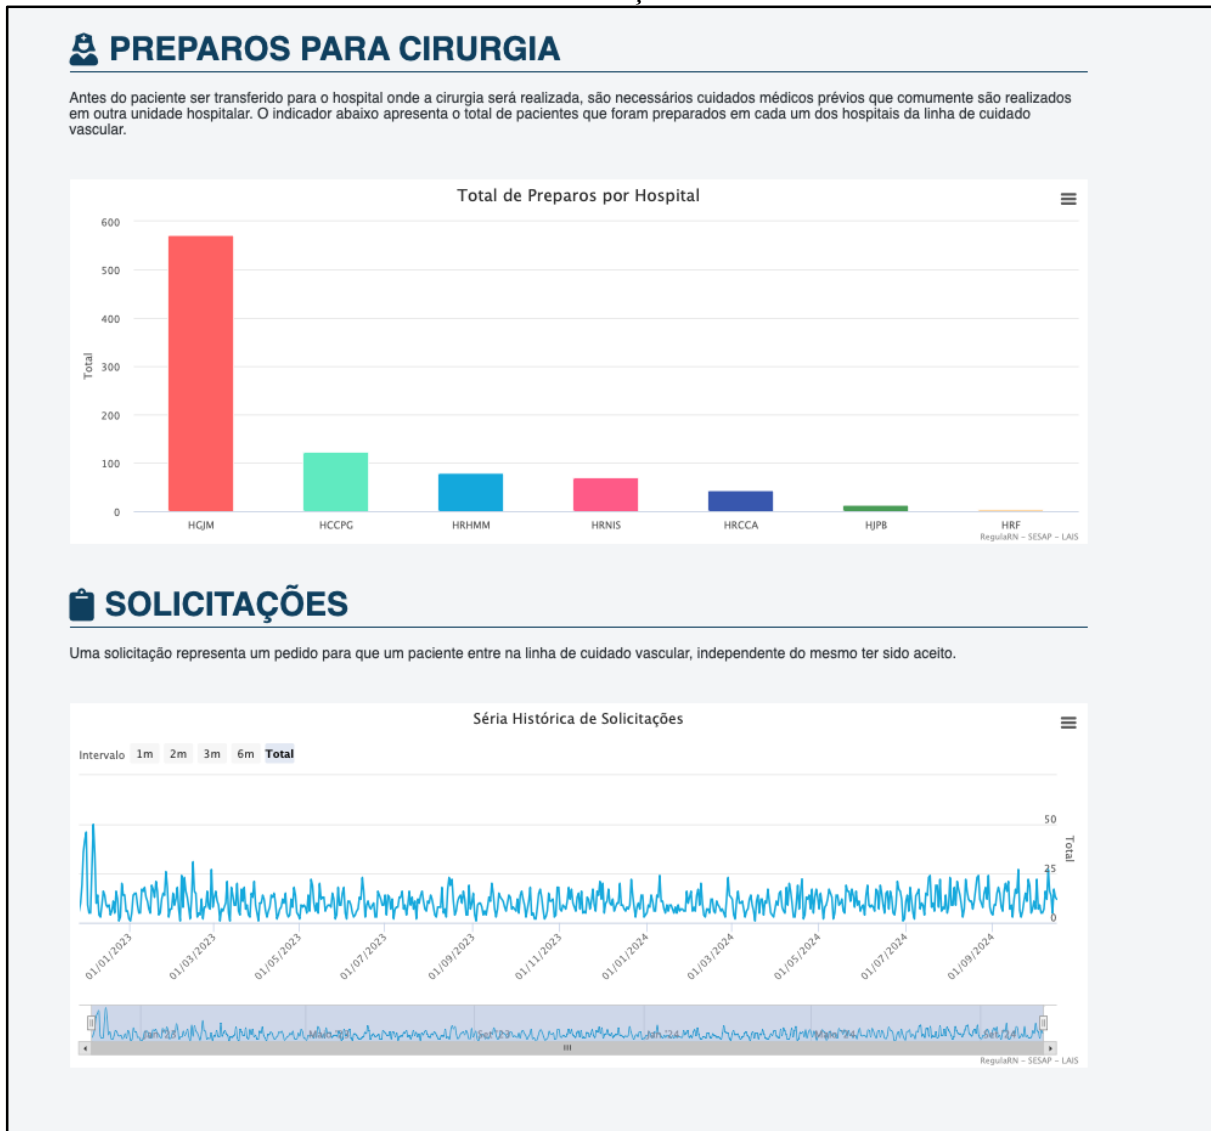 PREPAROS PARA CIRURGIA
Antes do paciente ser transferido para o hospital onde a cirurgia será realizada, são necessários cuidados médicos prévios que comumente são realizados
em outra unidade hospitalar. O indicador abaixo apresenta o total de pacientes que foram preparados em cada um dos hospitais da linha de cuidado
vascular.
Total de Preparos por Hospital
600
500
400
300
200
100
0
Total
HGJM HCCPG HRHMM HRNIS HRCCA HJPB HRF
RegulaRN - SESAP - LAIS
SOLICITAÇÕES
Uma solicitação representa um pedido para que um paciente entre na linha de cuidado vascular, independente do mesmo ter sido aceito.
Séria Histórica de Solicitações
Intervalo 1m 2m 3m 6m Total
50
25
0
Total
01/01/2023 01/03/2023 01/05/2023 01/07/2023 01/09/2023 01/11/2023 01/01/2024 01/03/2024 01/05/2024 01/07/2024 01/09/2024
RegulaRN - SESAP - LAIS